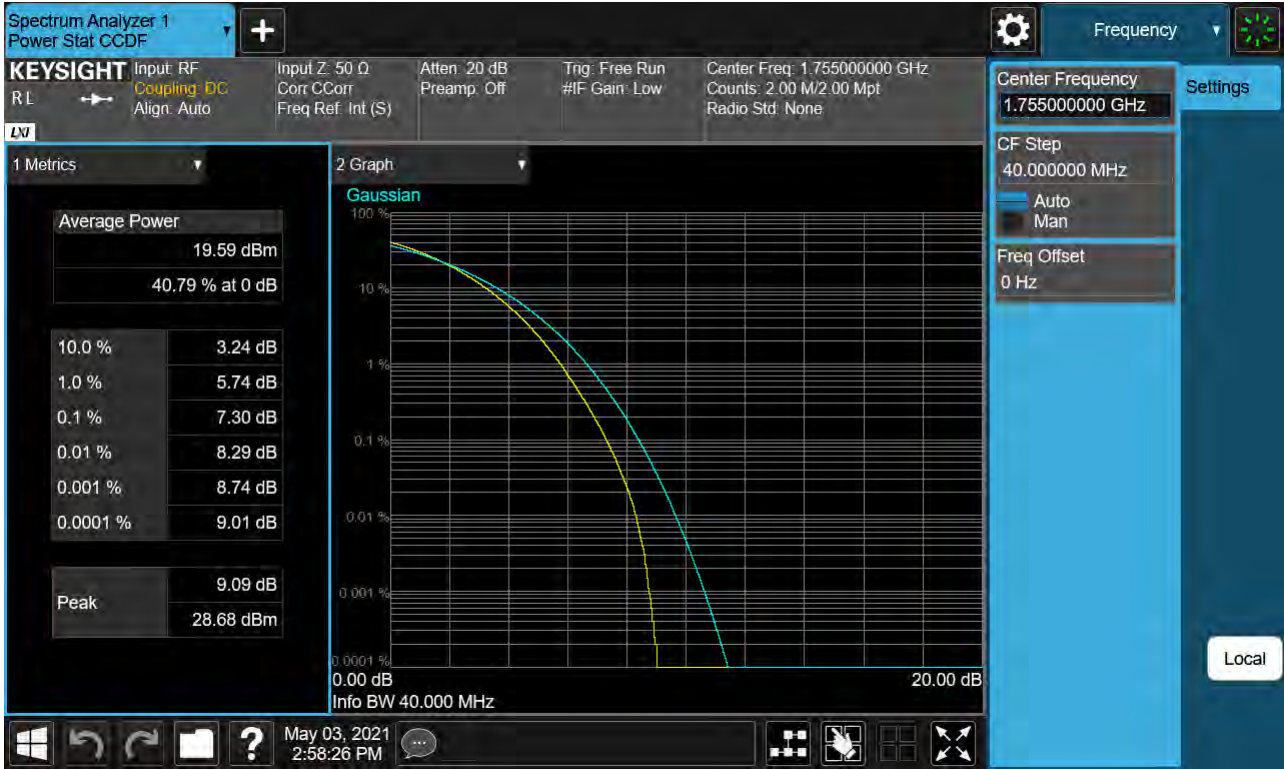 Spectrum Analyzer 1
Power Stat CCDF
+
Frequency
KEYSIGHT
R L
LXI
Input: RF
Coupling: DC
Align: Auto
Input Z: 50 Ω
Corr CCorr
Freq Ref: Int (S)
Atten: 20 dB
Preamp: Off
Trig: Free Run
#IF Gain: Low
Center Freq: 1.755000000 GHz
Counts: 2.00 M/2.00 Mpt
Radio Std: None
Center Frequency
1.755000000 GHz
Settings
CF Step
40.000000 MHz
Auto
Man
Freq Offset
0 Hz
Local
1 Metrics
Average Power
19.59 dBm
40.79 % at 0 dB
10.0 % 3.24 dB
1.0 % 5.74 dB
0.1 % 7.30 dB
0.01 % 8.29 dB
0.001 % 8.74 dB
0.0001 % 9.01 dB
Peak
9.09 dB
28.68 dBm
2 Graph
Gaussian
100 %
10 %
1 %
0.1 %
0.01 %
0.001 %
0.0001 %
0.00 dB 20.00 dB
Info BW 40.000 MHz
?
May 03, 2021
2:58:26 PM